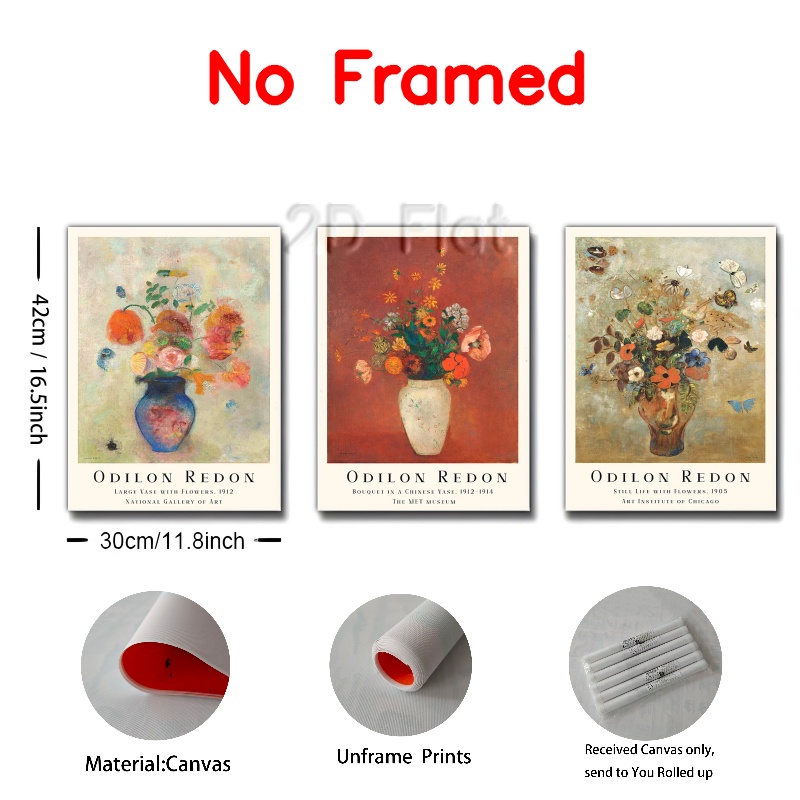 No Framed
2D Flat
42cm / 16.5inch
ODILON REDON
LARGE VASE WITH FLOWERS, 1912
NATIONAL GALLERY OF ART
ODILON REDON
BOUQUET IN A CHINESE VASE, 1912-1914
THE MET MUSEUM
ODILON REDON
STILL LIFE WITH FLOWERS, 1905
ART INSTITUTE OF CHICAGO
30cm/11.8inch
Material:Canvas
Unframe Prints
Received Canvas only,
send to You Rolled up